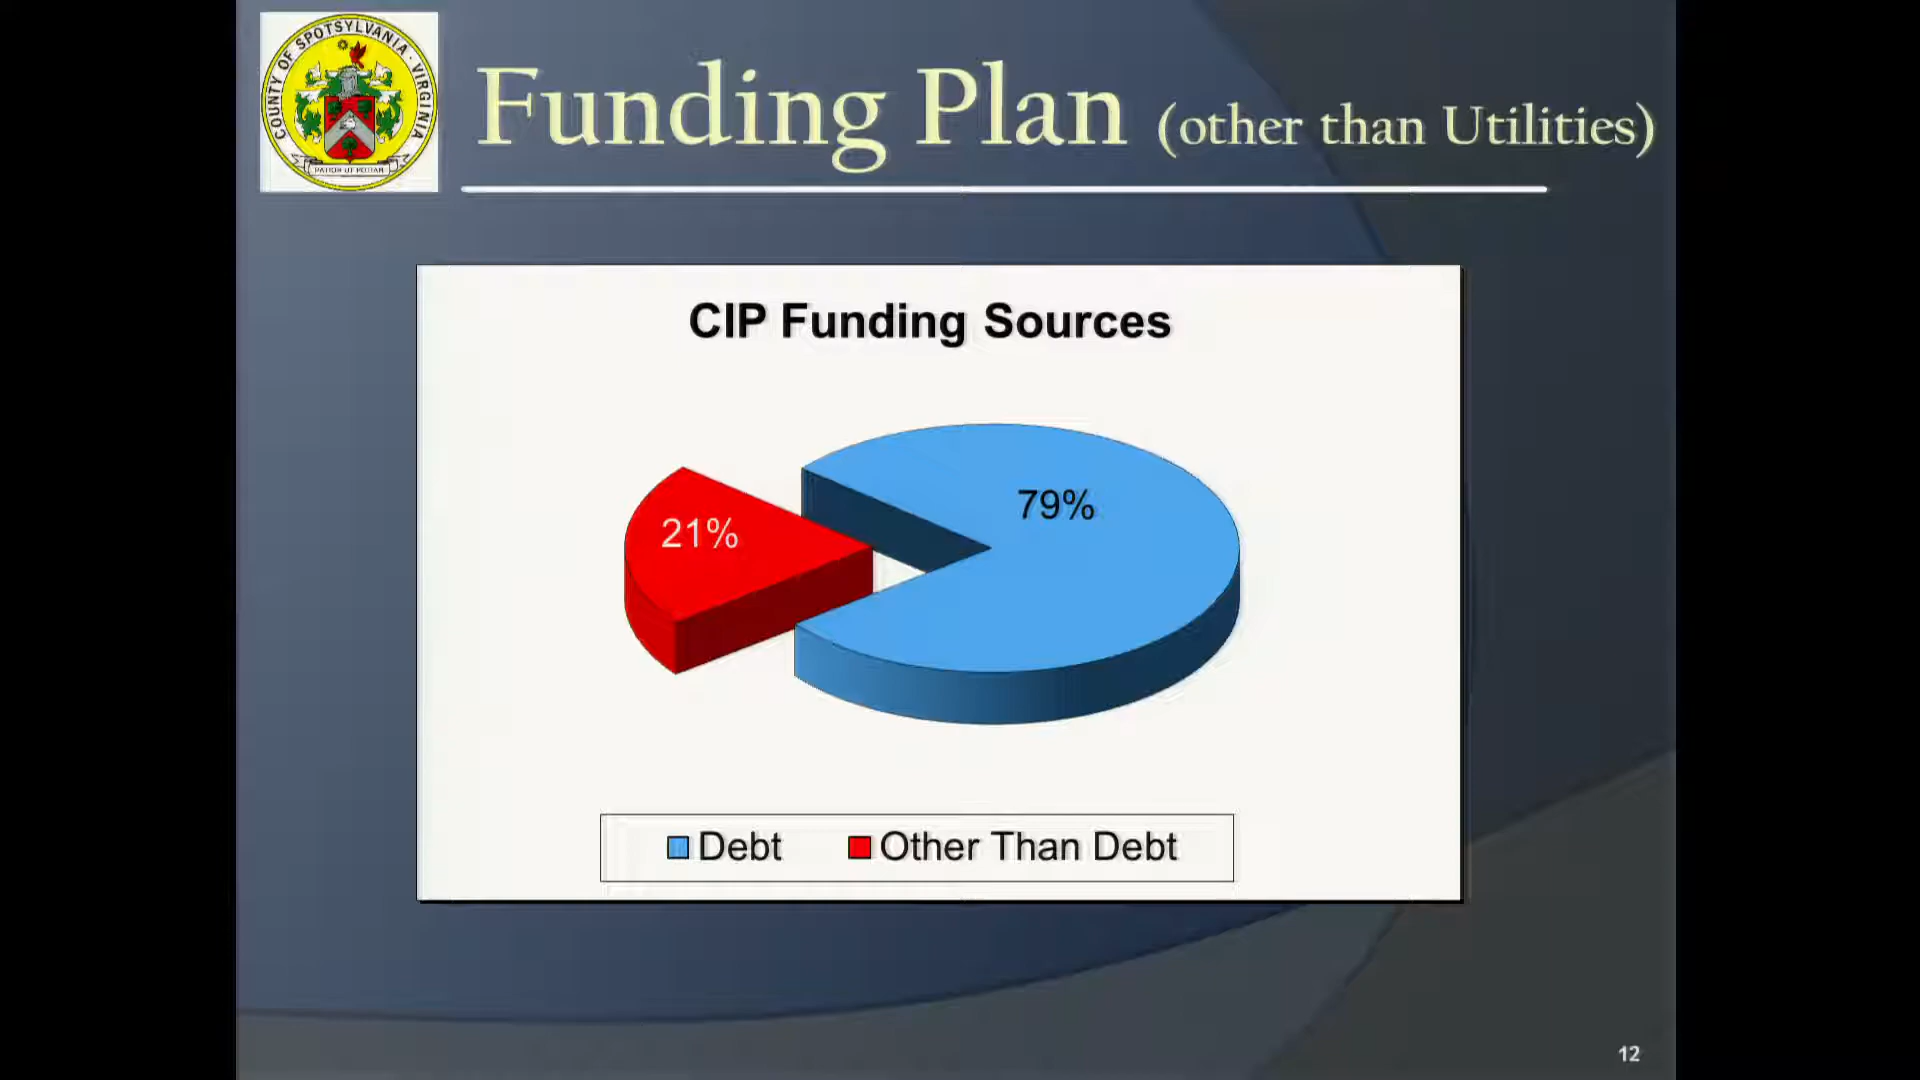 COUNTY OF SPOTSYLVANIA · VIRGINIA
Funding Plan (other than Utilities)
CIP Funding Sources
79%
21%
Debt
Other Than Debt
12